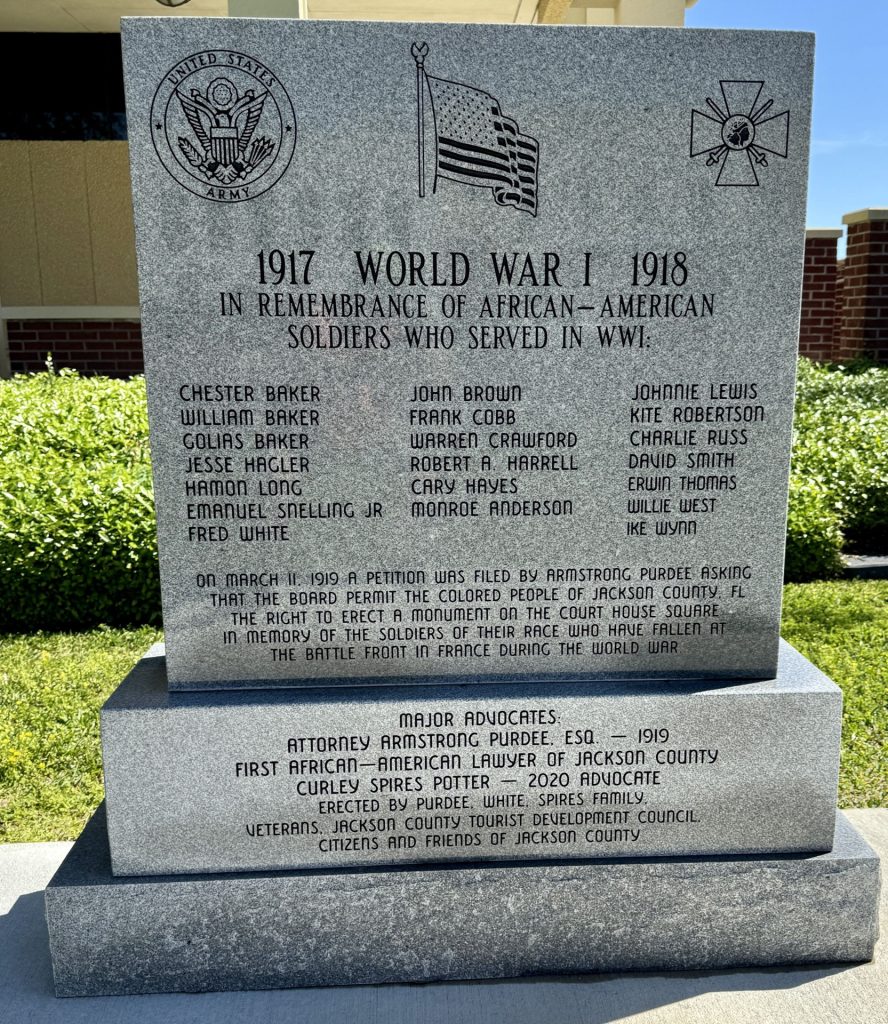 UNITED STATES
ARMY
1917 WORLD WAR I 1918
IN REMEMBRANCE OF AFRICAN-AMERICAN
SOLDIERS WHO SERVED IN WWI:
CHESTER BAKER
WILLIAM BAKER
GOLIAS BAKER
JESSE HAGLER
HAMON LONG
EMANUEL SNELLING JR
FRED WHITE
JOHN BROWN
FRANK COBB
WARREN CRAWFORD
ROBERT A. HARRELL
CARY HAYES
MONROE ANDERSON
JOHNNIE LEWIS
KITE ROBERTSON
CHARLIE RUSS
DAVID SMITH
ERWIN THOMAS
WILLIE WEST
IKE WYNN
ON MARCH 11, 1919 A PETITION WAS FILED BY ARMSTRONG PURDEE ASKING
THAT THE BOARD PERMIT THE COLORED PEOPLE OF JACKSON COUNTY, FL
THE RIGHT TO ERECT A MONUMENT ON THE COURT HOUSE SQUARE
IN MEMORY OF THE SOLDIERS OF THEIR RACE WHO HAVE FALLEN AT
THE BATTLE FRONT IN FRANCE DURING THE WORLD WAR
MAJOR ADVOCATES:
ATTORNEY ARMSTRONG PURDEE, ESQ. — 1919
FIRST AFRICAN-AMERICAN LAWYER OF JACKSON COUNTY
CURLEY SPIRES POTTER — 2020 ADVOCATE
ERECTED BY PURDEE, WHITE, SPIRES FAMILY,
VETERANS, JACKSON COUNTY TOURIST DEVELOPMENT COUNCIL,
CITIZENS AND FRIENDS OF JACKSON COUNTY